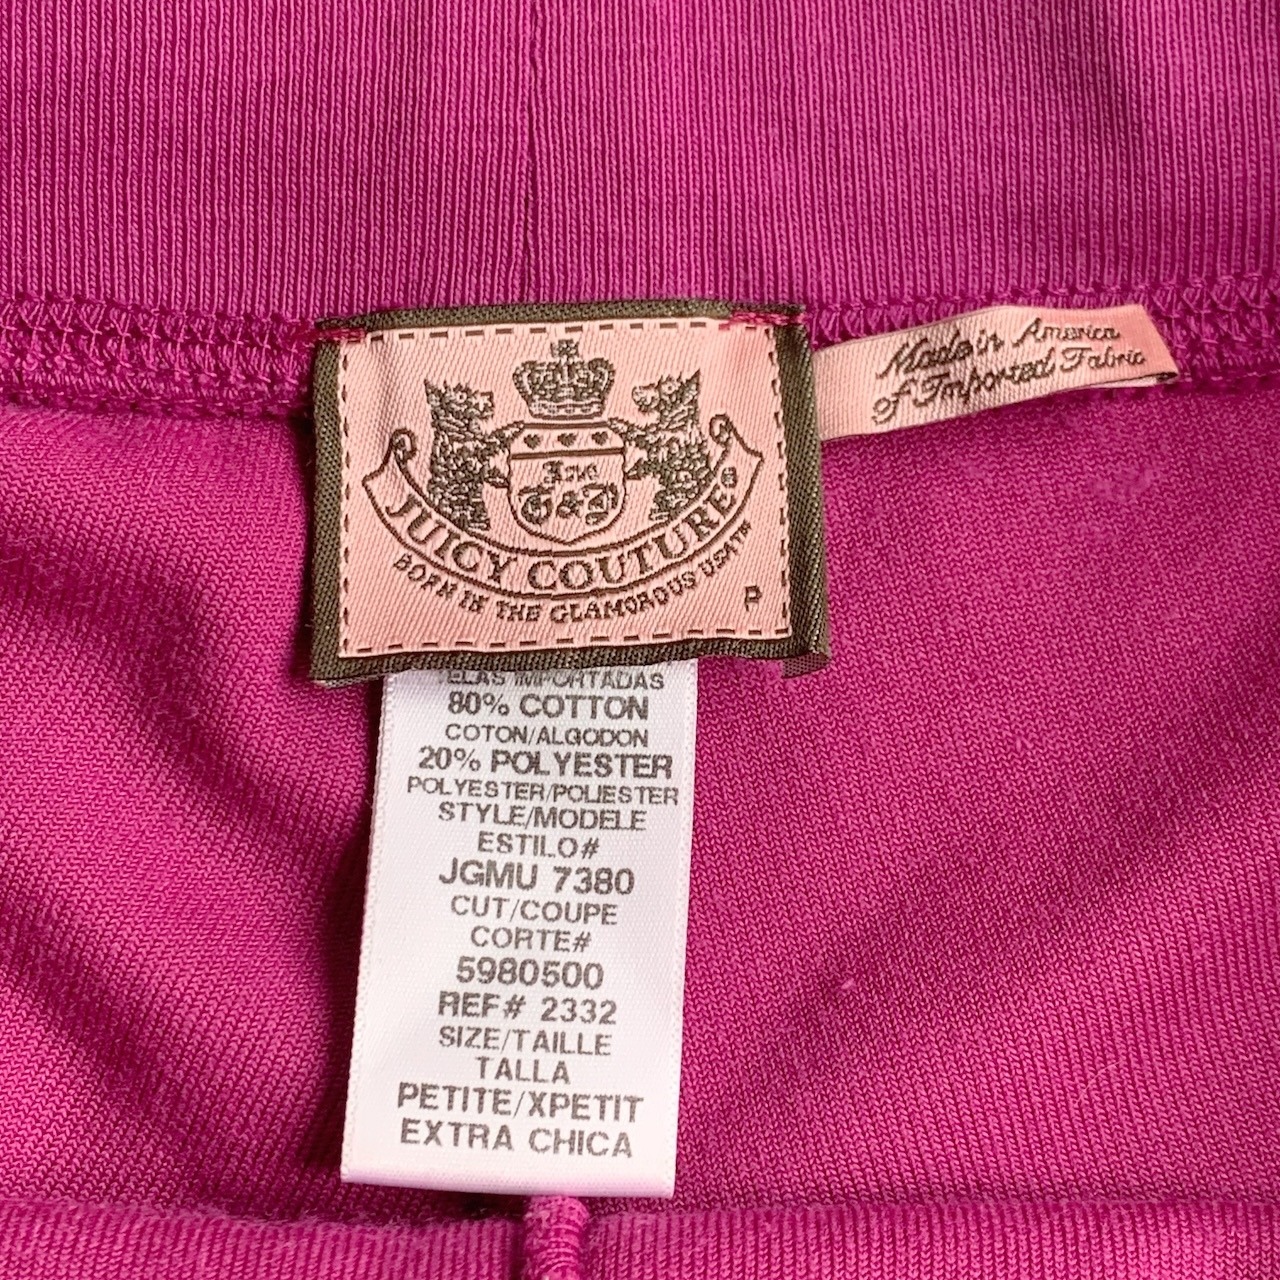 Made in America
of Imported Fabric
J&C
G&J
JUICY COUTURE®
BORN IN THE GLAMOROUS USA
P
TELAS IMPORTADAS
80% COTTON
COTON/ALGODON
20% POLYESTER
POLYESTER/POLIESTER
STYLE/MODELE
ESTILO#
JGMU 7380
CUT/COUPE
CORTE#
5980500
REF# 2332
SIZE/TAILLE
TALLA
PETITE/XPETIT
EXTRA CHICA